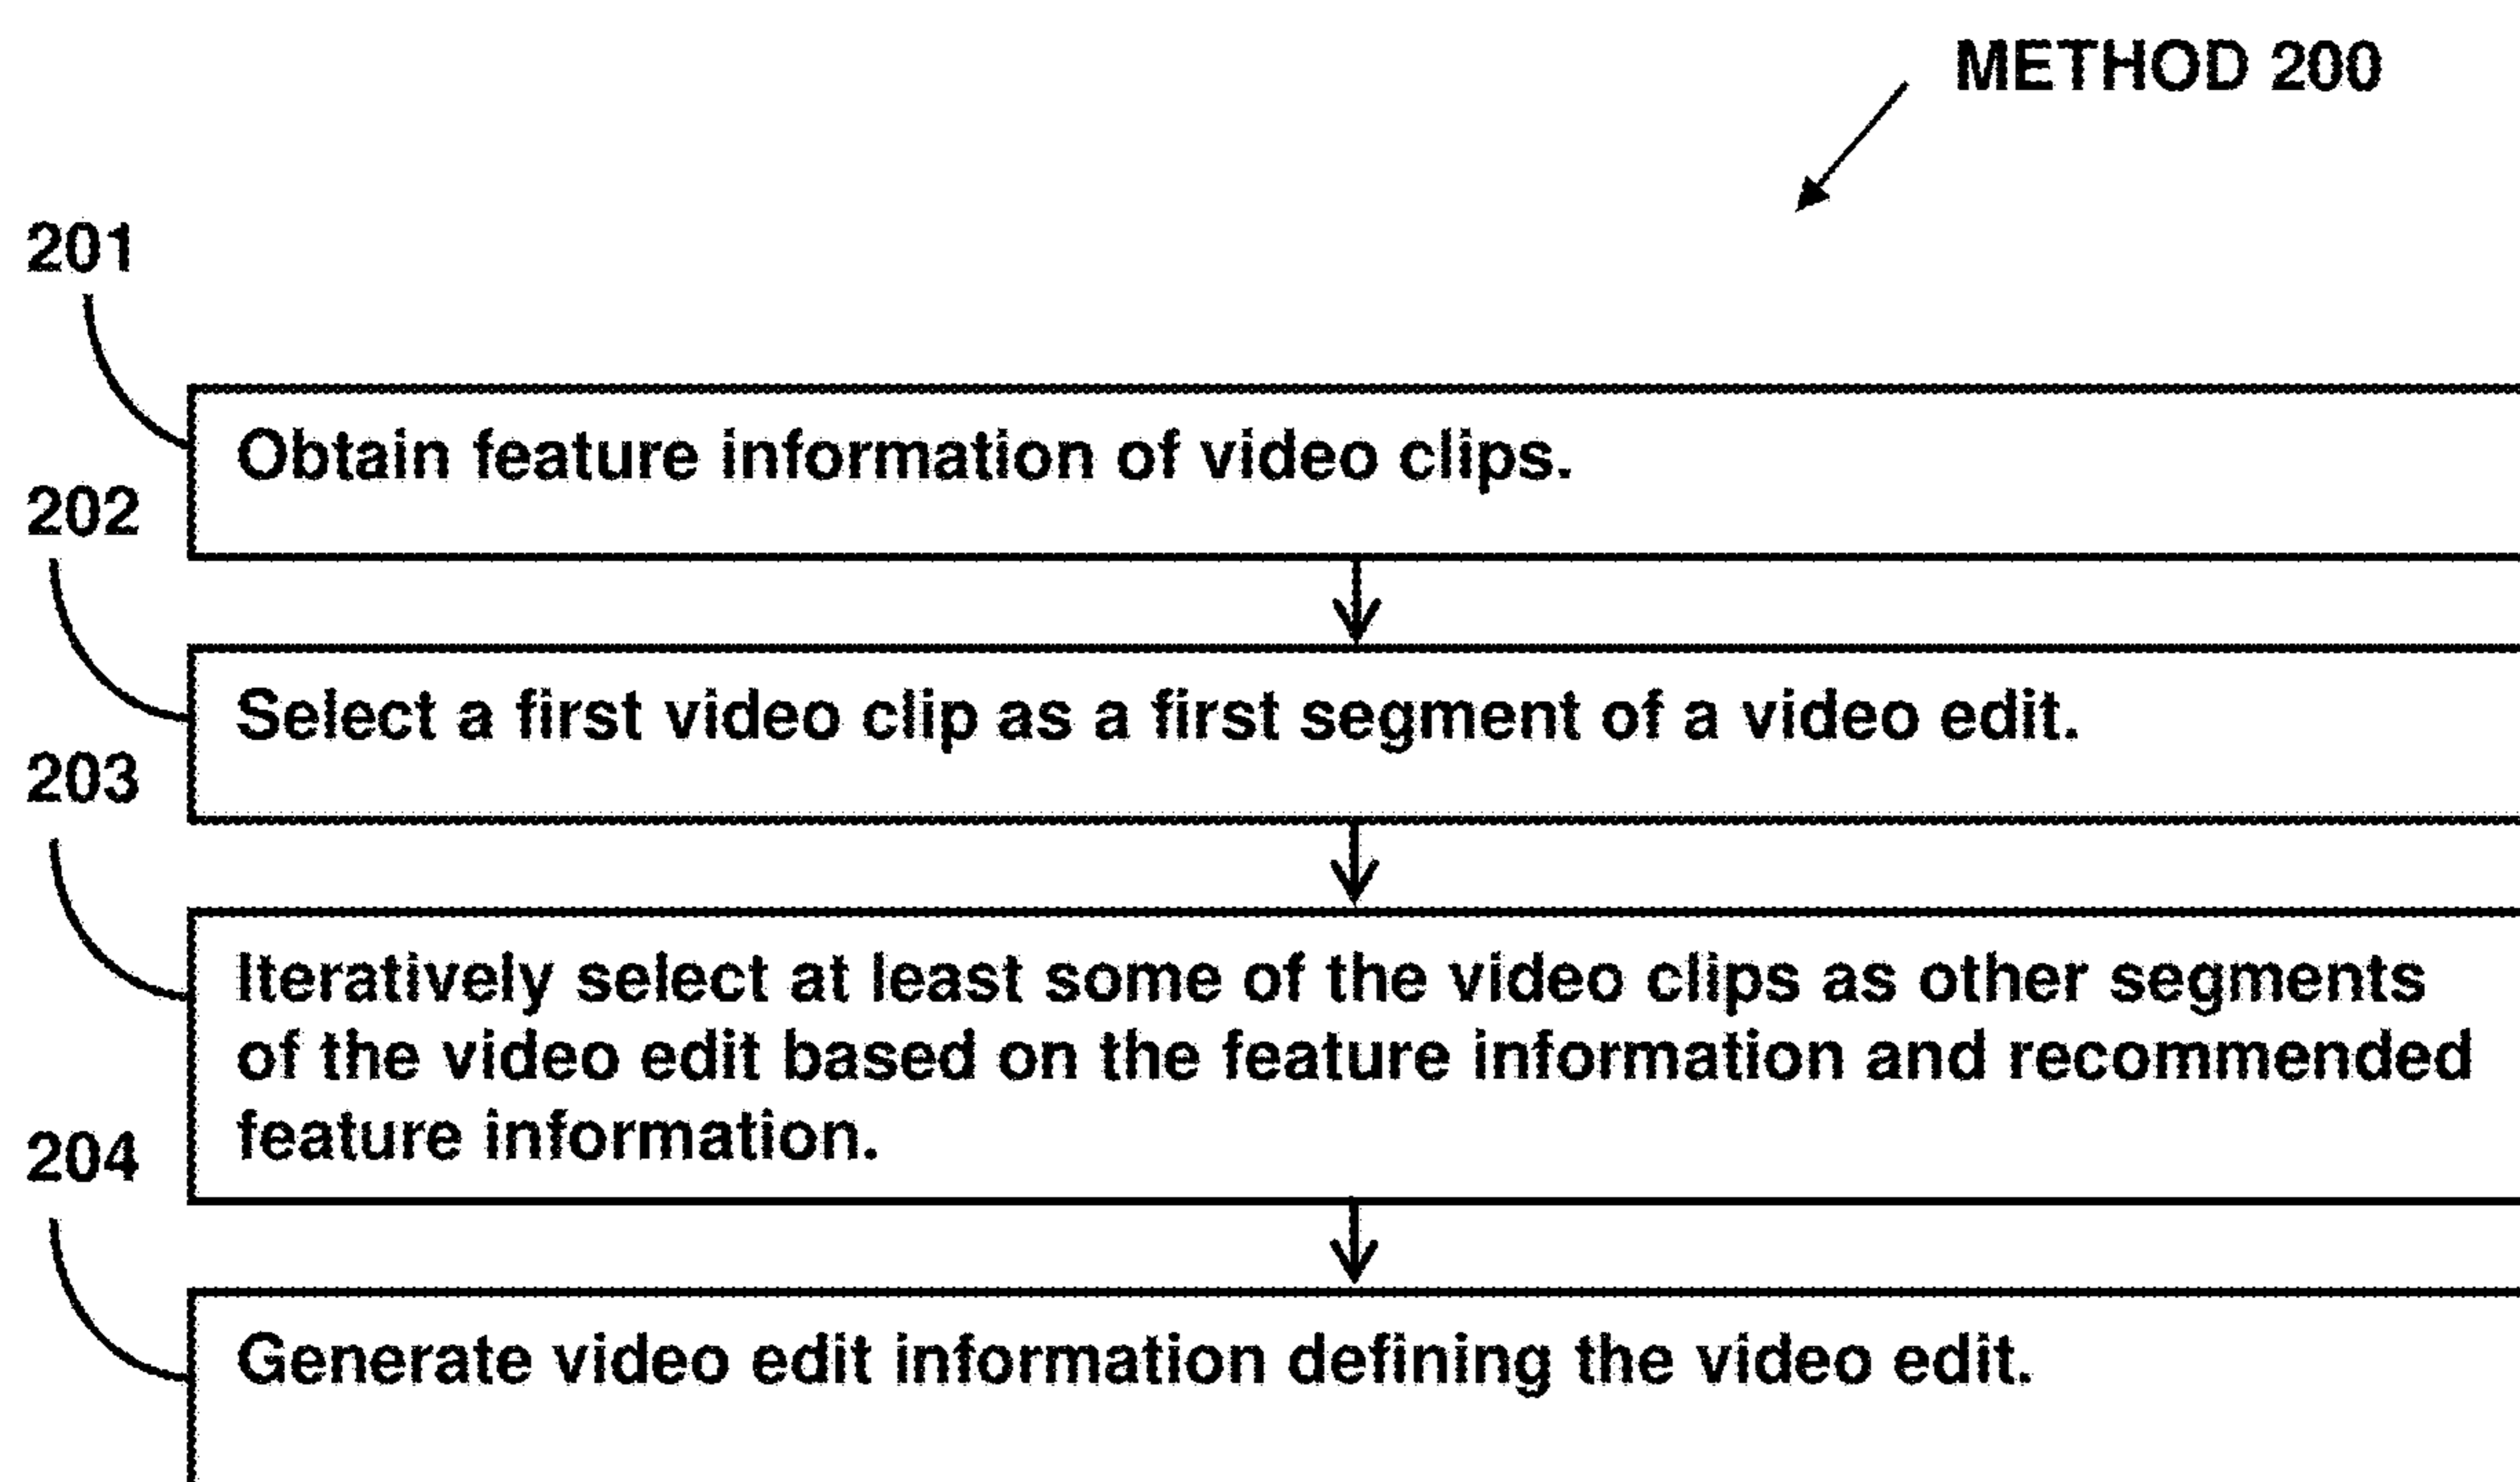 METHOD 200
201
Obtain feature information of video clips.
202
Select a first video clip as a first segment of a video edit.
203
Iteratively select at least some of the video clips as other segments
of the video edit based on the feature information and recommended
feature information.
204
Generate video edit information defining the video edit.